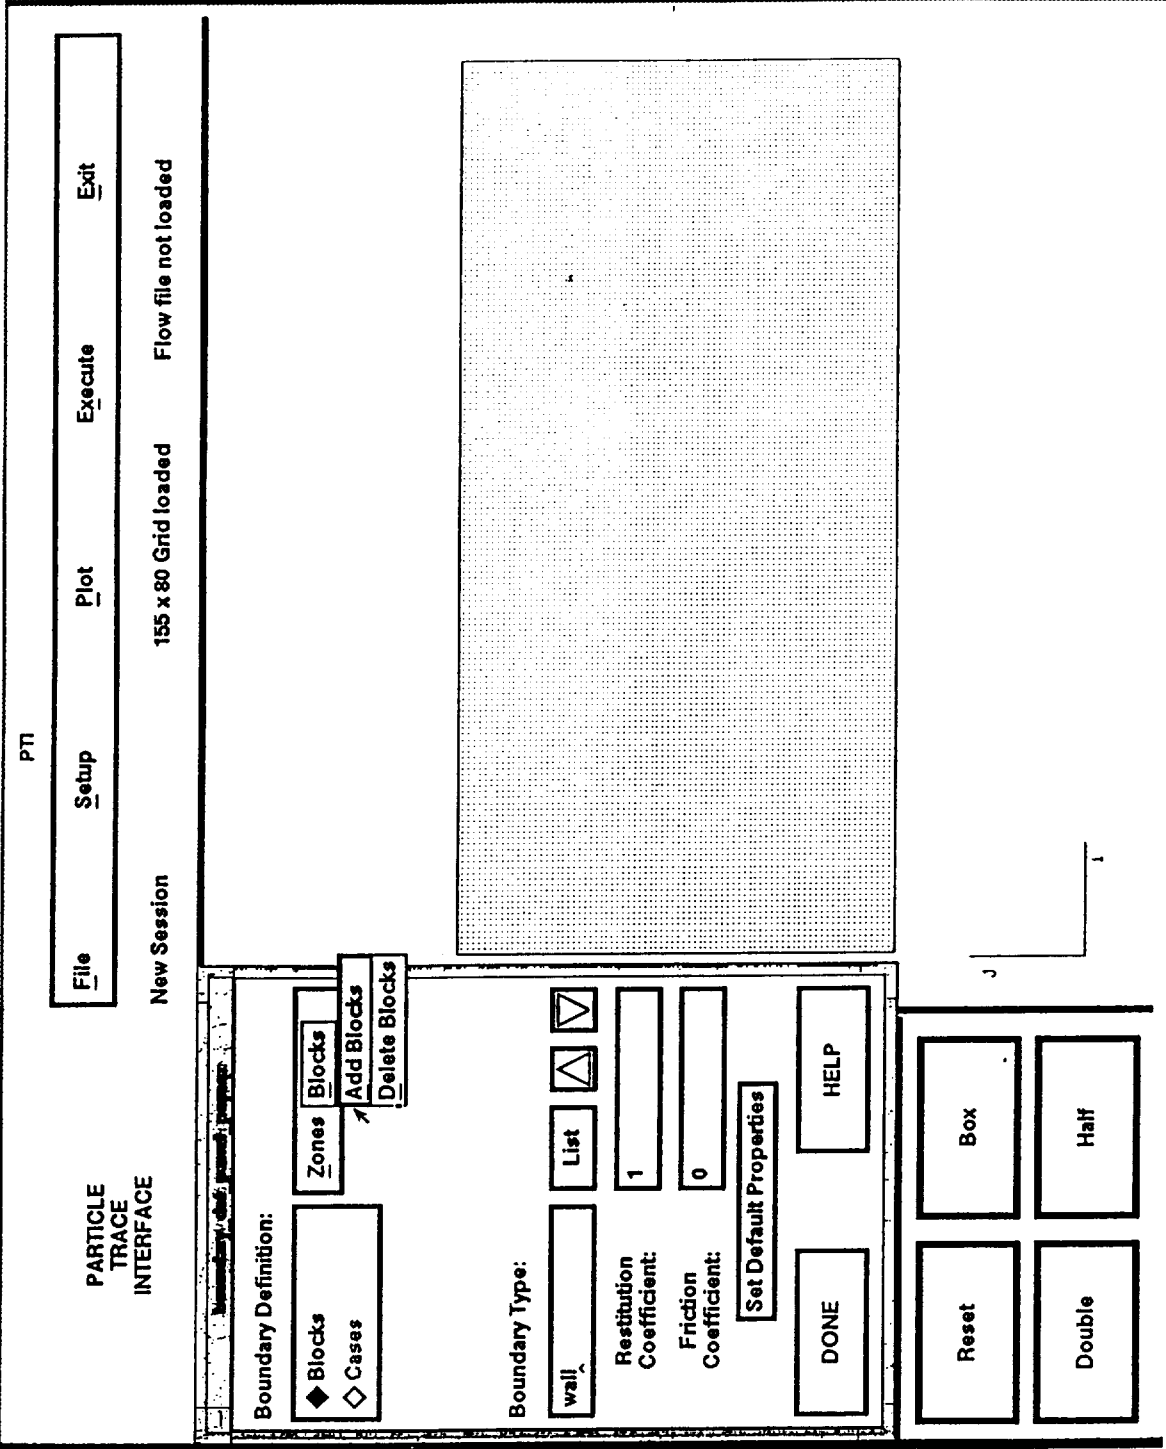 PTI
PARTICLE
TRACE
INTERFACE
File Setup Plot Execute Exit
New Session 155 x 80 Grid loaded Flow file not loaded
Boundary Definition:
Blocks
Cases
Zones Blocks
Add Blocks
Delete Blocks
Boundary Type:
wall
List
Restitution
Coefficient:
1
Friction
Coefficient:
0
Set Default Properties
DONE HELP
Reset Box
Double Half
J